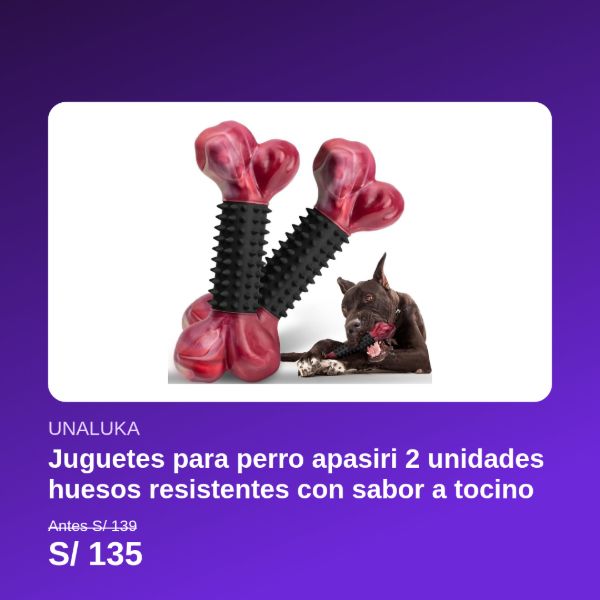 UNALUKA
Juguetes para perro apasiri 2 unidades
huesos resistentes con sabor a tocino
Antes S/ 139
S/ 135